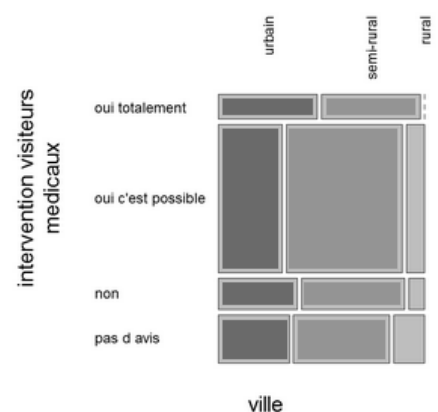 urbain
semi-rural
rural
intervention visiteurs
medicaux
oui totalement
oui c'est possible
non
pas d avis
ville